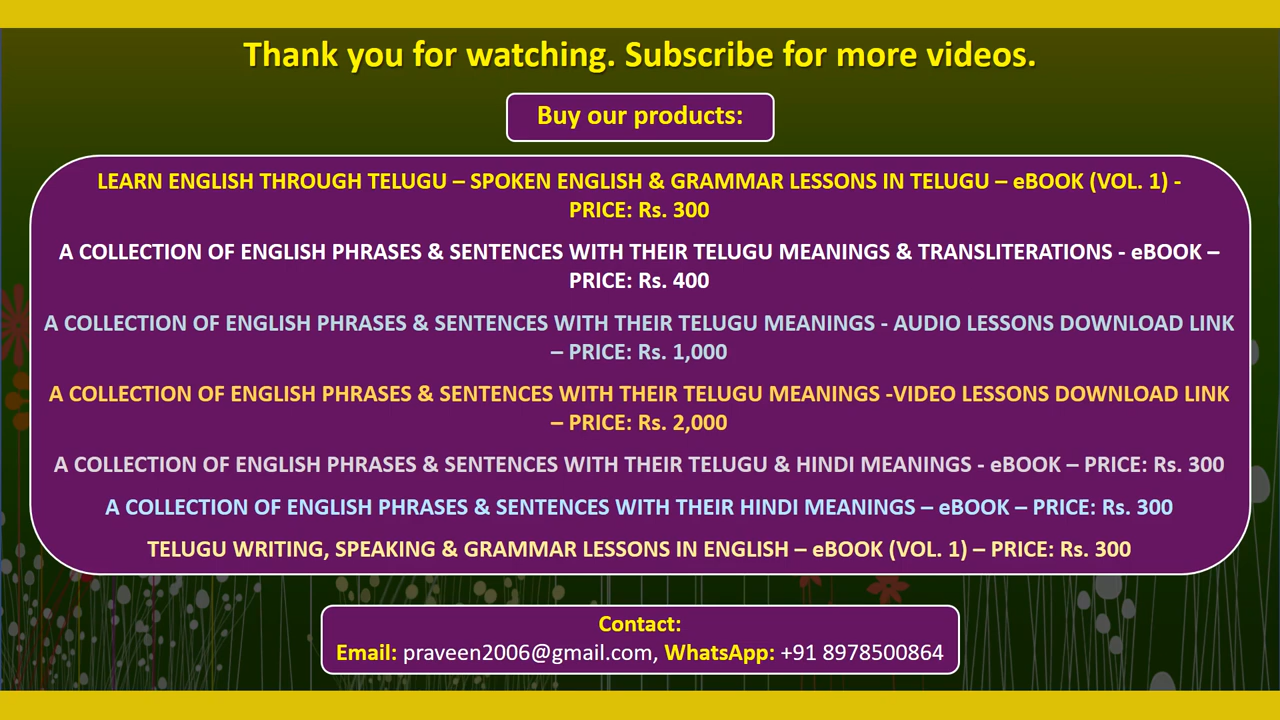 Thank you for watching. Subscribe for more videos.
Buy our products:
LEARN ENGLISH THROUGH TELUGU – SPOKEN ENGLISH & GRAMMAR LESSONS IN TELUGU – eBOOK (VOL. 1) -
PRICE: Rs. 300
A COLLECTION OF ENGLISH PHRASES & SENTENCES WITH THEIR TELUGU MEANINGS & TRANSLITERATIONS - eBOOK –
PRICE: Rs. 400
A COLLECTION OF ENGLISH PHRASES & SENTENCES WITH THEIR TELUGU MEANINGS - AUDIO LESSONS DOWNLOAD LINK
– PRICE: Rs. 1,000
A COLLECTION OF ENGLISH PHRASES & SENTENCES WITH THEIR TELUGU MEANINGS -VIDEO LESSONS DOWNLOAD LINK
– PRICE: Rs. 2,000
A COLLECTION OF ENGLISH PHRASES & SENTENCES WITH THEIR TELUGU & HINDI MEANINGS - eBOOK – PRICE: Rs. 300
A COLLECTION OF ENGLISH PHRASES & SENTENCES WITH THEIR HINDI MEANINGS – eBOOK – PRICE: Rs. 300
TELUGU WRITING, SPEAKING & GRAMMAR LESSONS IN ENGLISH – eBOOK (VOL. 1) – PRICE: Rs. 300
Contact:
Email: praveen2006@gmail.com, WhatsApp: +91 8978500864